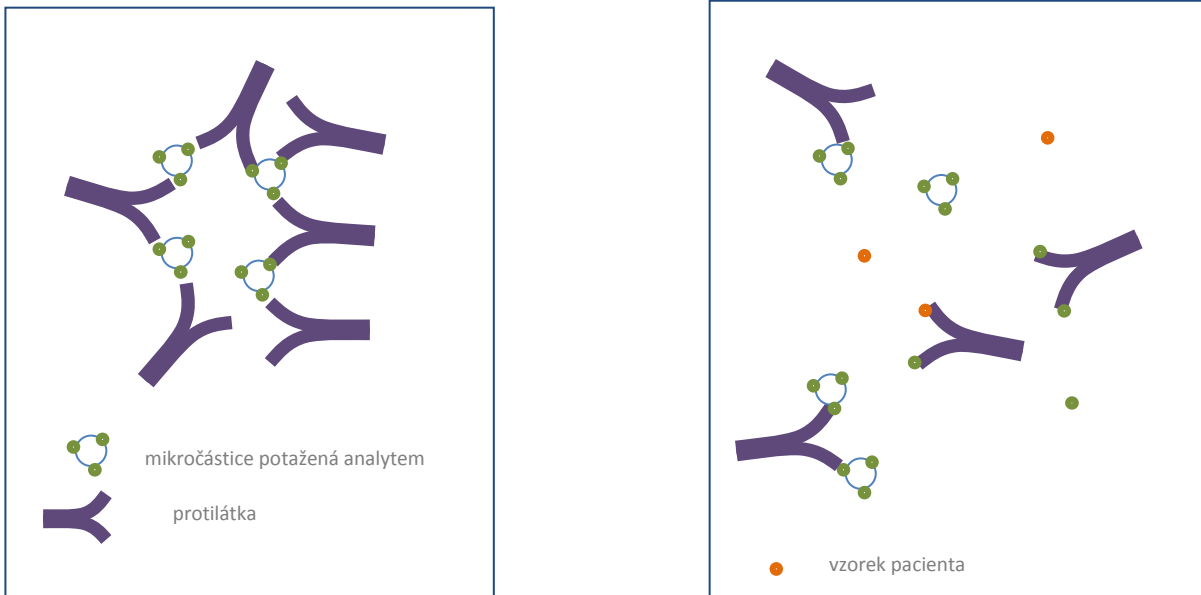 mikročástice potažená analytem
protilátka
vzorek pacienta